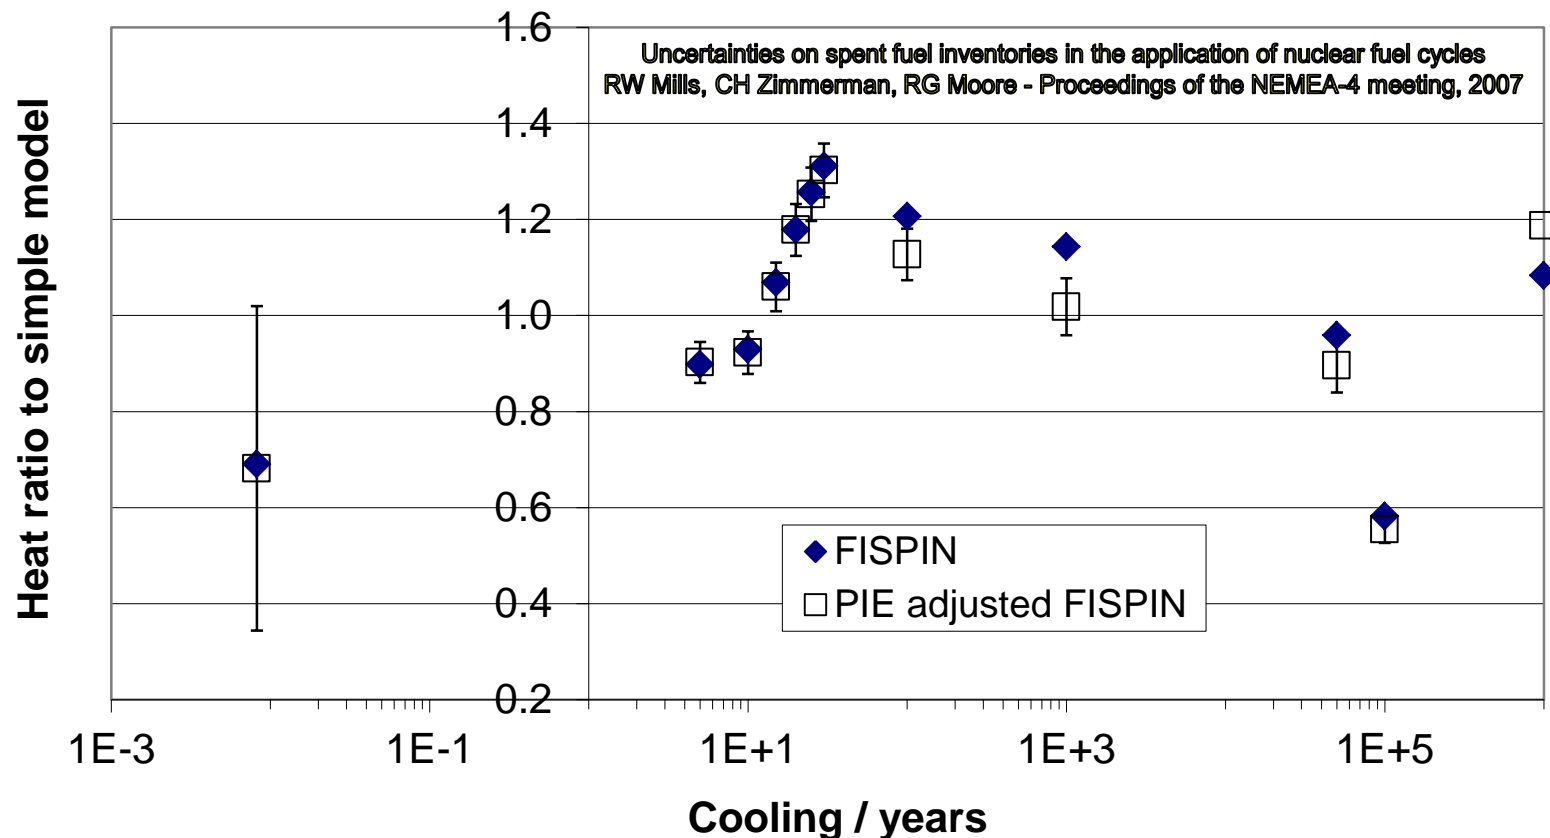 Uncertainties on spent fuel inventories in the application of nuclear fuel cycles
RW Mills, CH Zimmerman, RG Moore - Proceedings of the NEMEA-4 meeting, 2007
Heat ratio to simple model
1.6
1.4
1.2
1.0
0.8
0.6
0.4
0.2
FISPIN
PIE adjusted FISPIN
1E-3 1E-1 1E+1 1E+3 1E+5
Cooling / years